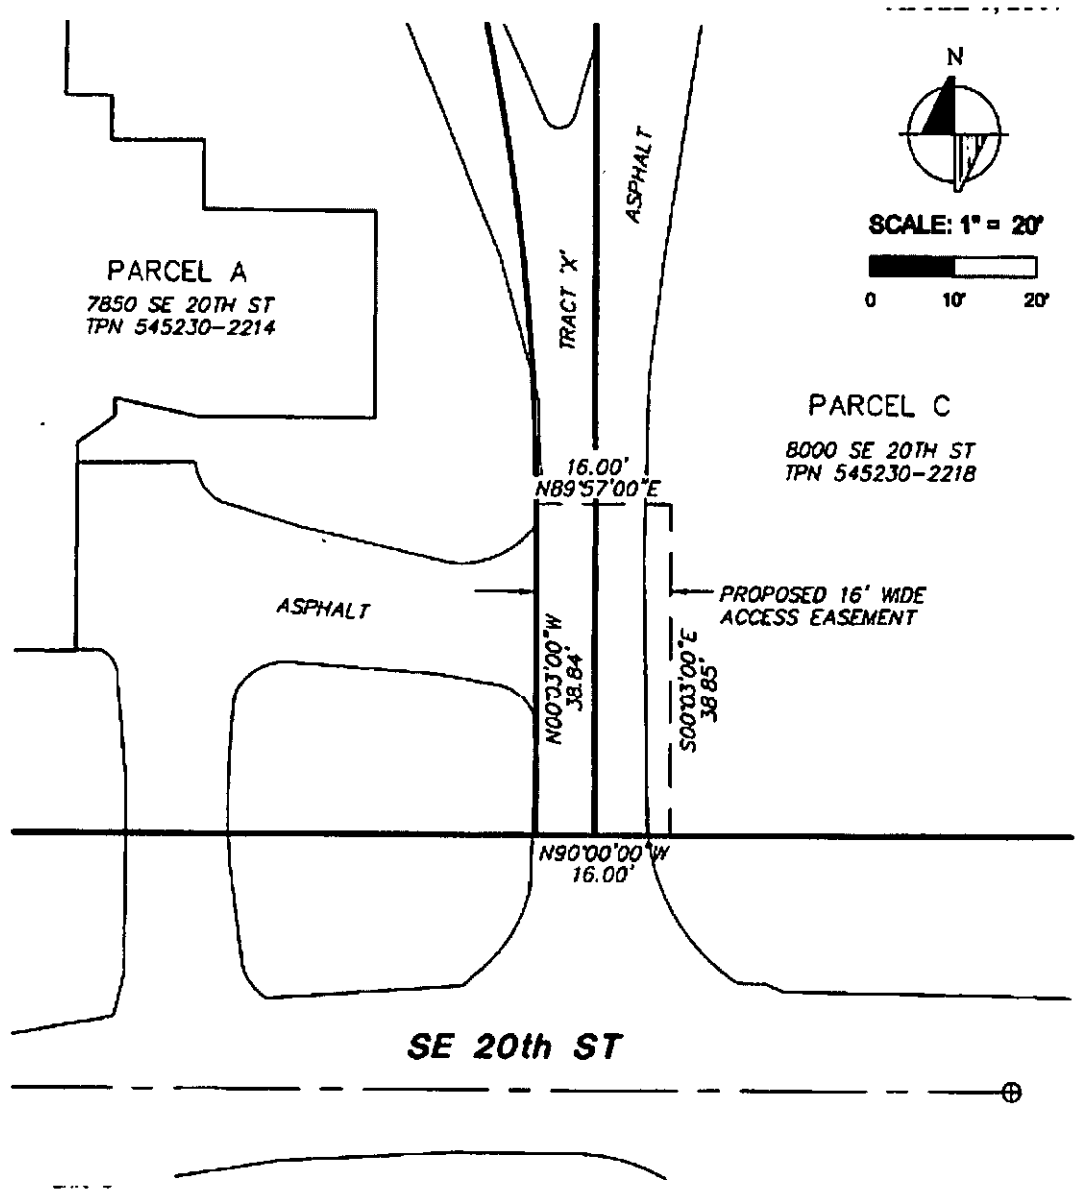 N
SCALE: 1" = 20'
0 10' 20'
ASPHALT
TRACT 'X'
PARCEL A
7850 SE 20TH ST
TPN 545230-2214
PARCEL C
8000 SE 20TH ST
TPN 545230-2218
16.00'
N89°57'00"E
PROPOSED 16' WIDE
ACCESS EASEMENT
ASPHALT
N00°03'00"W
38.84'
S00°03'00"E
38.85'
N90°00'00"W
16.00'
SE 20th ST